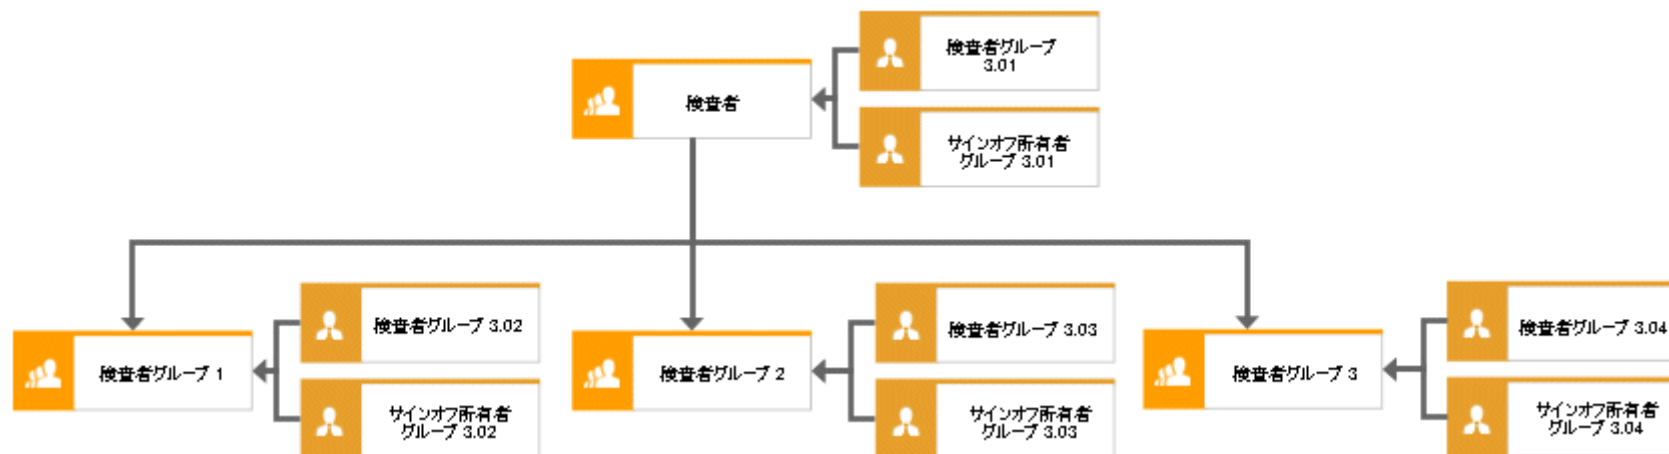 検査者グループ
3.01
検査者
サインオフ所有者
グループ 3.01
検査者グループ 3.02
検査者グループ 1
サインオフ所有者
グループ 3.02
検査者グループ 3.03
検査者グループ 2
サインオフ所有者
グループ 3.03
検査者グループ 3.04
検査者グループ 3
サインオフ所有者
グループ 3.04